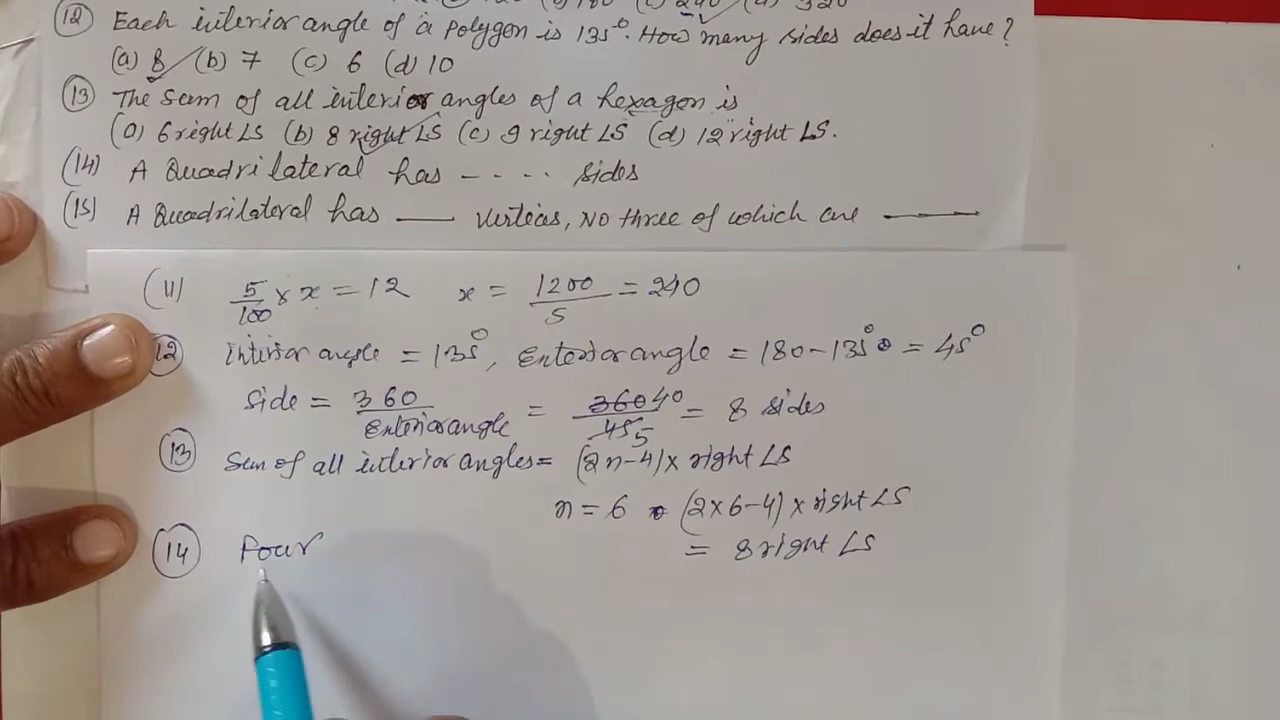 (12) Each interior angle of a polygon is 135°. How many sides does it have?
(a) 8 (b) 7 (c) 6 (d) 10
(13) The sum of all interior angles of a hexagon is
(a) 6 right ∠S (b) 8 right ∠S (c) 9 right ∠S (d) 12 right ∠S.
(14) A Quadrilateral has - - - - sides
(15) A Quadrilateral has ___ vertices, No three of which are ___
(11) 5/100 × x = 12 x = 1200/5 = 240
(12) Interior angle = 135°, Exterior angle = 180 - 135° = 45°
Side = 360/Exterior angle = 360 40/45 5 = 8 sides
(13) Sum of all interior angles = (2n-4) × right ∠S
n = 6 (2×6-4) × right ∠S
(14) Four = 8 right ∠S